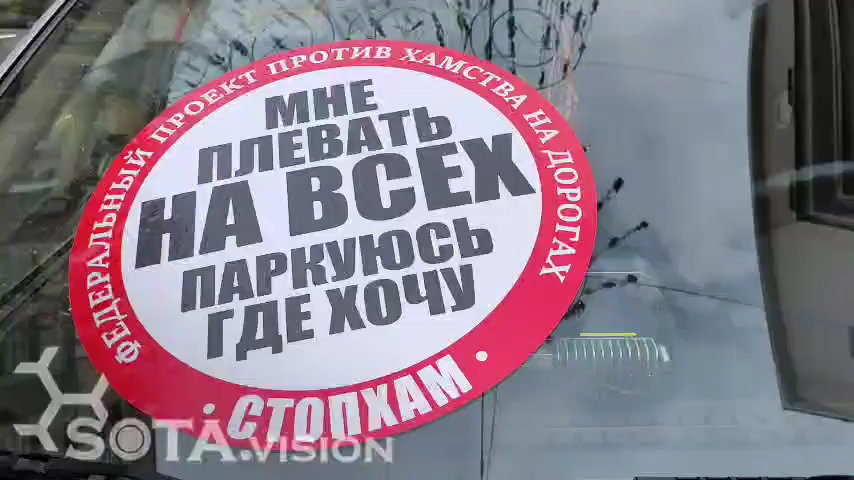 ФЕДЕРАЛЬНЫЙ ПРОЕКТ ПРОТИВ ХАМСТВА НА ДОРОГАХ
МНЕ
ПЛЕВАТЬ
НА ВСЕХ
ПАРКУЮСЬ
ГДЕ ХОЧУ
• СТОПХАМ •
SOTA.VISION